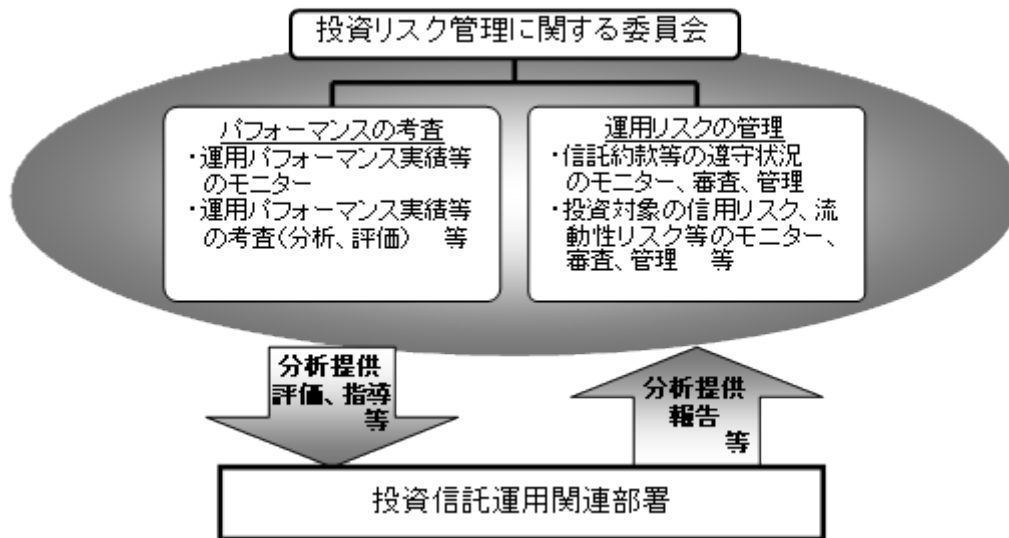 投資リスク管理に関する委員会
パフォーマンスの考査
・運用パフォーマンス実績等
のモニター
・運用パフォーマンス実績等
の考査(分析、評価) 等
運用リスクの管理
・信託約款等の遵守状況
のモニター、審査、管理
・投資対象の信用リスク、流
動性リスク等のモニター、
審査、管理 等
分析提供
評価、指導
等
分析提供
報告
等
投資信託運用関連部署